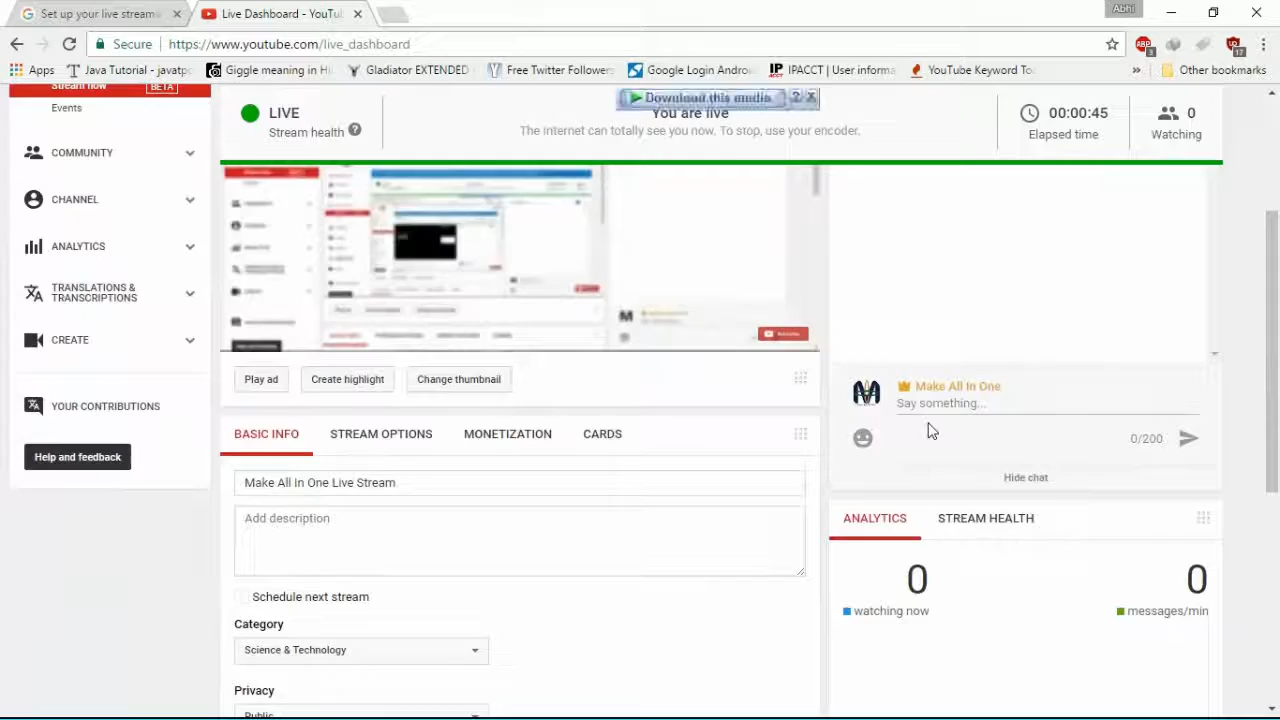 Set up your live stream
Live Dashboard - YouTu
Abhi
Secure
https://www.youtube.com/live_dashboard
Apps
Java Tutorial - javatpo
Giggle meaning in Hi
Gladiator EXTENDED
Free Twitter Followers
Google Login Andro
IPACCT | User informa
YouTube Keyword To
»
Other bookmarks
Stream now
BETA
Events
COMMUNITY
CHANNEL
ANALYTICS
TRANSLATIONS &
TRANSCRIPTIONS
CREATE
YOUR CONTRIBUTIONS
Help and feedback
LIVE
Stream health
Download this media
? X
You are live
The internet can totally see you now. To stop, use your encoder.
00:00:45
Elapsed time
0
Watching
Play ad
Create highlight
Change thumbnail
BASIC INFO
STREAM OPTIONS
MONETIZATION
CARDS
Make All in One Live Stream
Add description
Schedule next stream
Category
Science & Technology
Privacy
Public
Make All In One
Say something...
0/200
Hide chat
ANALYTICS
STREAM HEALTH
0
watching now
0
messages/min